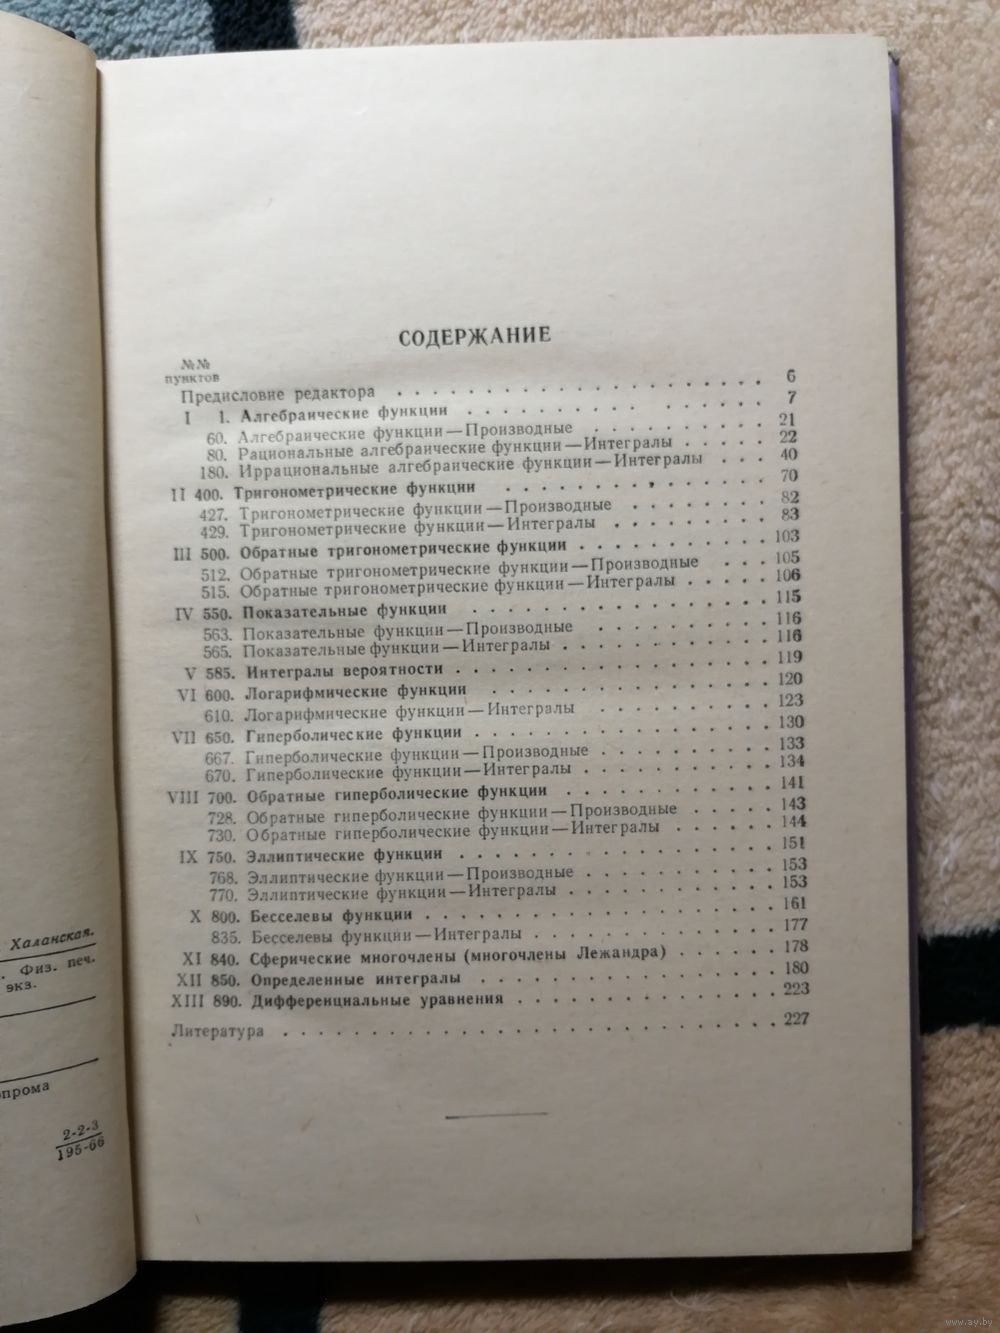 СОДЕРЖАНИЕ
№№
пунктов
Предисловие редактора . . . . . . . . . . 6
I 1. Алгебраические функции . . . . . . . . . . 7
60. Алгебраические функции — Производные . . . . . . . . . . 21
80. Рациональные алгебраические функции — Интегралы . . . . . 22
180. Иррациональные алгебраические функции — Интегралы . . . 40
II 400. Тригонометрические функции . . . . . . . . . . 70
427. Тригонометрические функции — Производные . . . . . . . . 82
429. Тригонометрические функции — Интегралы . . . . . . . . . 83
III 500. Обратные тригонометрические функции . . . . . . . . . . 103
512. Обратные тригонометрические функции — Производные . . . 105
515. Обратные тригонометрические функции — Интегралы . . . . . 106
IV 550. Показательные функции . . . . . . . . . . 115
563. Показательные функции — Производные . . . . . . . . . . 116
565. Показательные функции — Интегралы . . . . . . . . . . 116
V 585. Интегралы вероятности . . . . . . . . . . 119
VI 600. Логарифмические функции . . . . . . . . . . 120
610. Логарифмические функции — Интегралы . . . . . . . . . . 123
VII 650. Гиперболические функции . . . . . . . . . . 130
667. Гиперболические функции — Производные . . . . . . . . . . 133
670. Гиперболические функции — Интегралы . . . . . . . . . . 134
VIII 700. Обратные гиперболические функции . . . . . . . . . . 141
728. Обратные гиперболические функции — Производные . . . . . 143
730. Обратные гиперболические функции — Интегралы . . . . . . 144
IX 750. Эллиптические функции . . . . . . . . . . 151
768. Эллиптические функции — Производные . . . . . . . . . . 153
770. Эллиптические функции — Интегралы . . . . . . . . . . 153
X 800. Бесселевы функции . . . . . . . . . . 161
835. Бесселевы функции — Интегралы . . . . . . . . . . 177
XI 840. Сферические многочлены (многочлены Лежандра) . . . . . . 178
XII 850. Определенные интегралы . . . . . . . . . . 180
XIII 890. Дифференциальные уравнения . . . . . . . . . . 223
Литература . . . . . . . . . . 227
Халанская.
. Физ. печ.
экз.
прома
2-2-3
195-66
www.ay.by